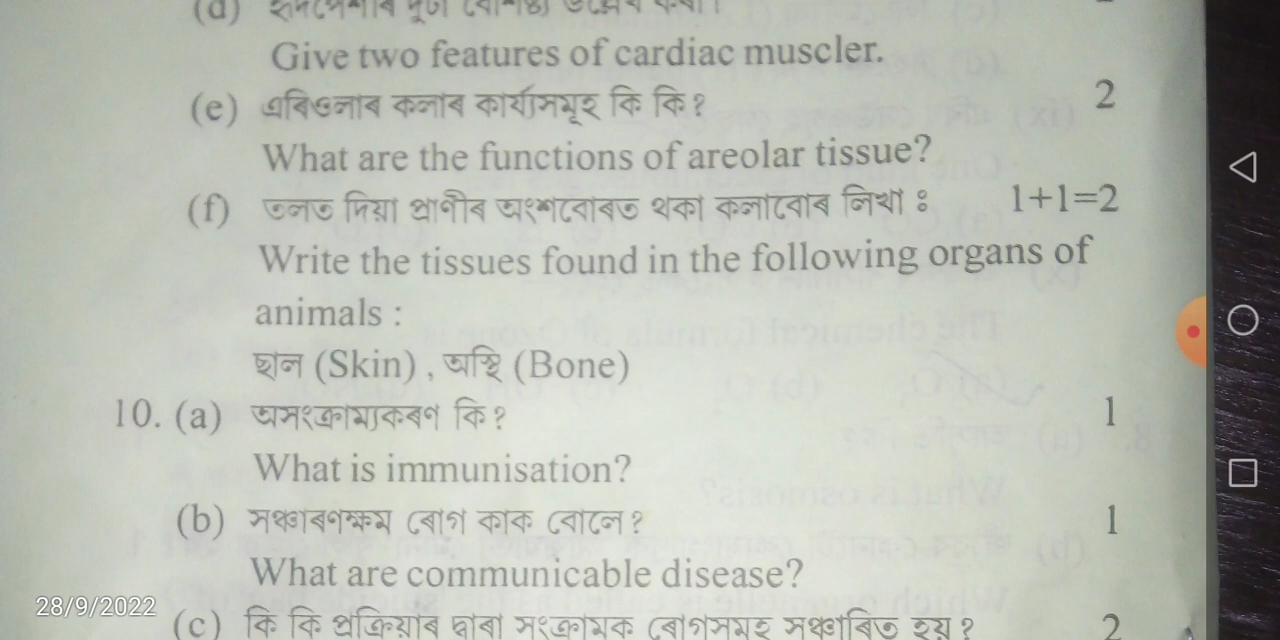 (d)
Give two features of cardiac muscler.
(e) এৰিওলাৰ কলাৰ কাৰ্য্যসমূহ কি কি? 2
What are the functions of areolar tissue?
(f) তলত দিয়া প্ৰাণীৰ অংশবোৰত থকা কলাবোৰ লিখা ঃ 1+1=2
Write the tissues found in the following organs of
animals :
ছাল (Skin) , অস্থি (Bone)
10. (a) অসংক্ৰাম্যকৰণ কি? 1
What is immunisation?
(b) সঞ্চাৰণক্ষম ৰোগ কাক বোলে? 1
What are communicable disease?
(c) কি কি প্ৰক্ৰিয়াৰ দ্বাৰা সংক্ৰামক ৰোগসমূহ সঞ্চাৰিত হয়? 2
28/9/2022